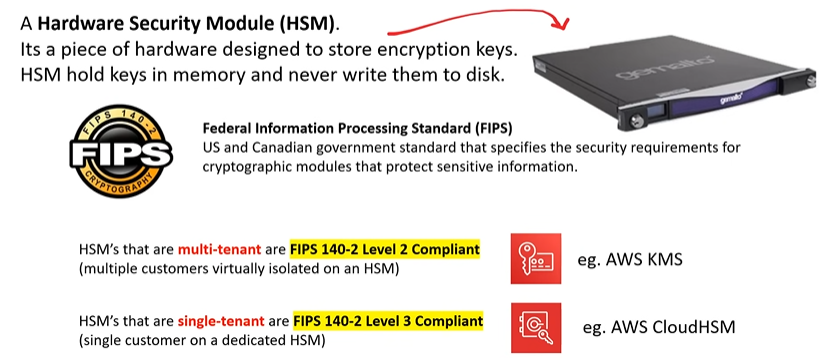 A Hardware Security Module (HSM).
Its a piece of hardware designed to store encryption keys.
HSM hold keys in memory and never write them to disk.
gemalto
gemalto
FIPS 140-2
FIPS
CRYPTOGRAPHY
Federal Information Processing Standard (FIPS)
US and Canadian government standard that specifies the security requirements for
cryptographic modules that protect sensitive information.
HSM's that are multi-tenant are FIPS 140-2 Level 2 Compliant
(multiple customers virtually isolated on an HSM)
eg. AWS KMS
HSM's that are single-tenant are FIPS 140-2 Level 3 Compliant
(single customer on a dedicated HSM)
eg. AWS CloudHSM